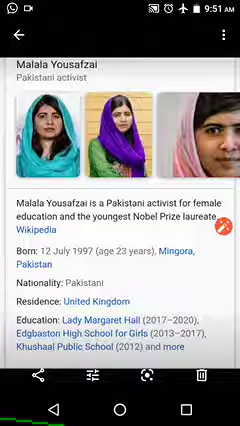 9:51 AM
Malala Yousafzai
Pakistani activist
Malala Yousafzai is a Pakistani activist for female
education and the youngest Nobel Prize laureate.
Wikipedia
Born: 12 July 1997 (age 23 years), Mingora,
Pakistan
Nationality: Pakistani
Residence: United Kingdom
Education: Lady Margaret Hall (2017–2020),
Edgbaston High School for Girls (2013–2017),
Khushaal Public School (2012) and more